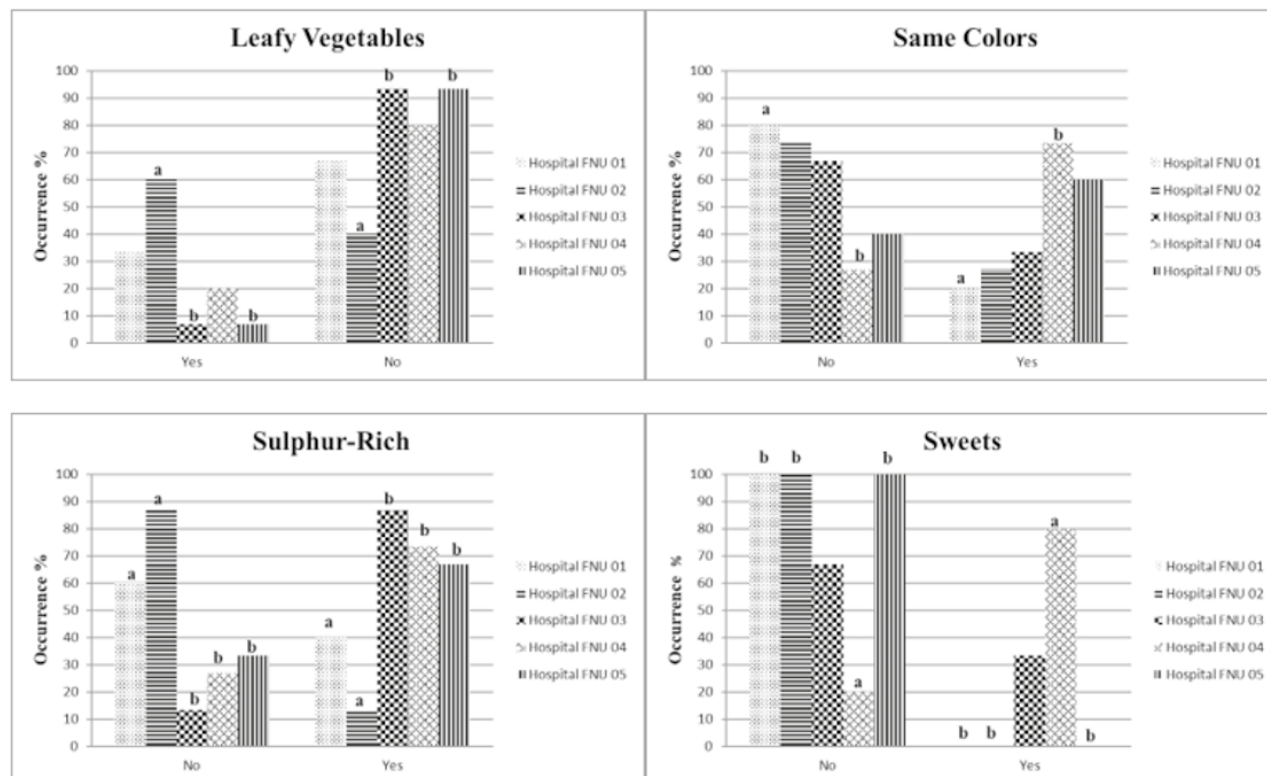 Leafy Vegetables
Occurrence %
100
90
80
70
60
50
40
30
20
10
0
a
b
b
a
b
b
Yes
No
Hospital FNU 01
Hospital FNU 02
Hospital FNU 03
Hospital FNU 04
Hospital FNU 05
Same Colors
Occurrence %
100
90
80
70
60
50
40
30
20
10
0
a
b
a
b
No
Yes
Hospital FNU 01
Hospital FNU 02
Hospital FNU 03
Hospital FNU 04
Hospital FNU 05
Sulphur-Rich
Occurrence %
100
90
80
70
60
50
40
30
20
10
0
a
a
b
b
b
a
a
b
b
b
No
Yes
Hospital FNU 01
Hospital FNU 02
Hospital FNU 03
Hospital FNU 04
Hospital FNU 05
Sweets
Occurrence %
100
90
80
70
60
50
40
30
20
10
0
b
b
a
b
b
b
a
b
No
Yes
Hospital FNU 01
Hospital FNU 02
Hospital FNU 03
Hospital FNU 04
Hospital FNU 05